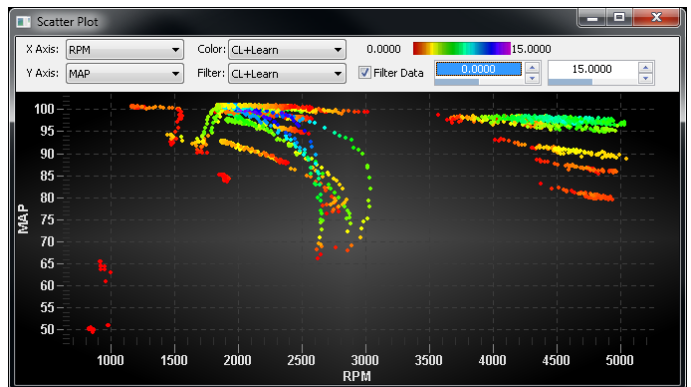 Scatter Plot
X Axis: RPM Color: CL+Learn 0.0000 15.0000
Y Axis: MAP Filter: CL+Learn Filter Data 0.0000 15.0000
100
95
90
85
80
75
70
65
60
55
50
MAP
1000 1500 2000 2500 3000 3500 4000 4500 5000
RPM